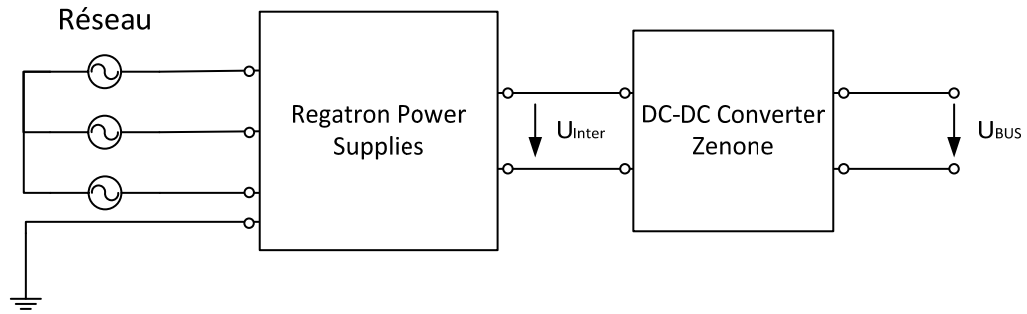 Réseau
Regatron Power
Supplies
UInter
DC-DC Converter
Zenone
UBUS